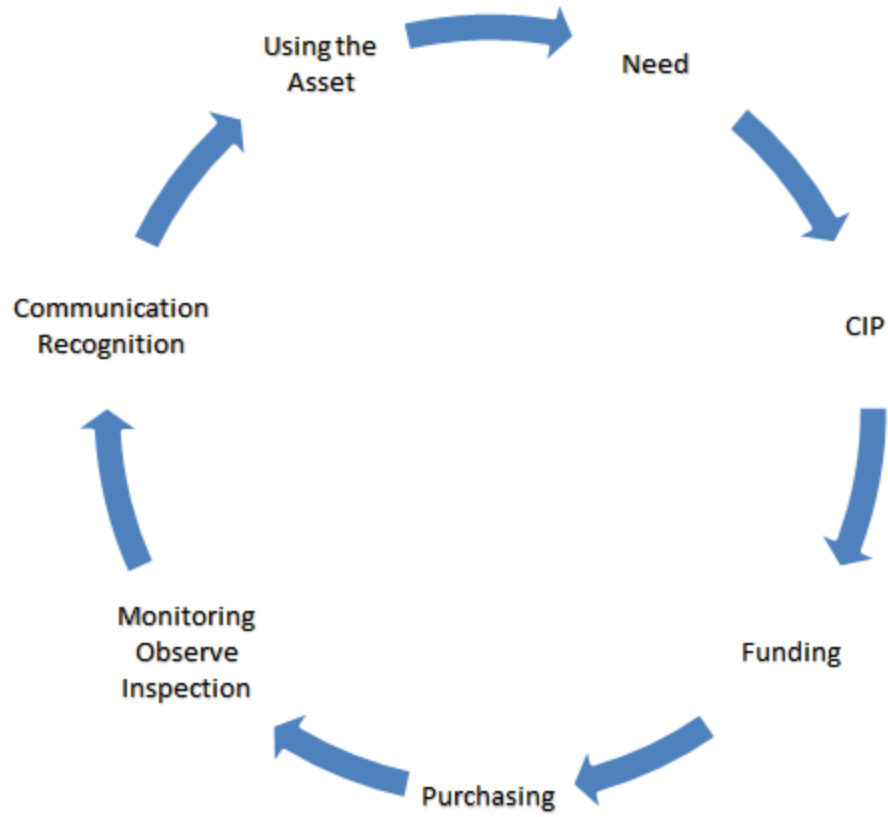 Using the
Asset
Need
CIP
Funding
Purchasing
Monitoring
Observe
Inspection
Communication
Recognition